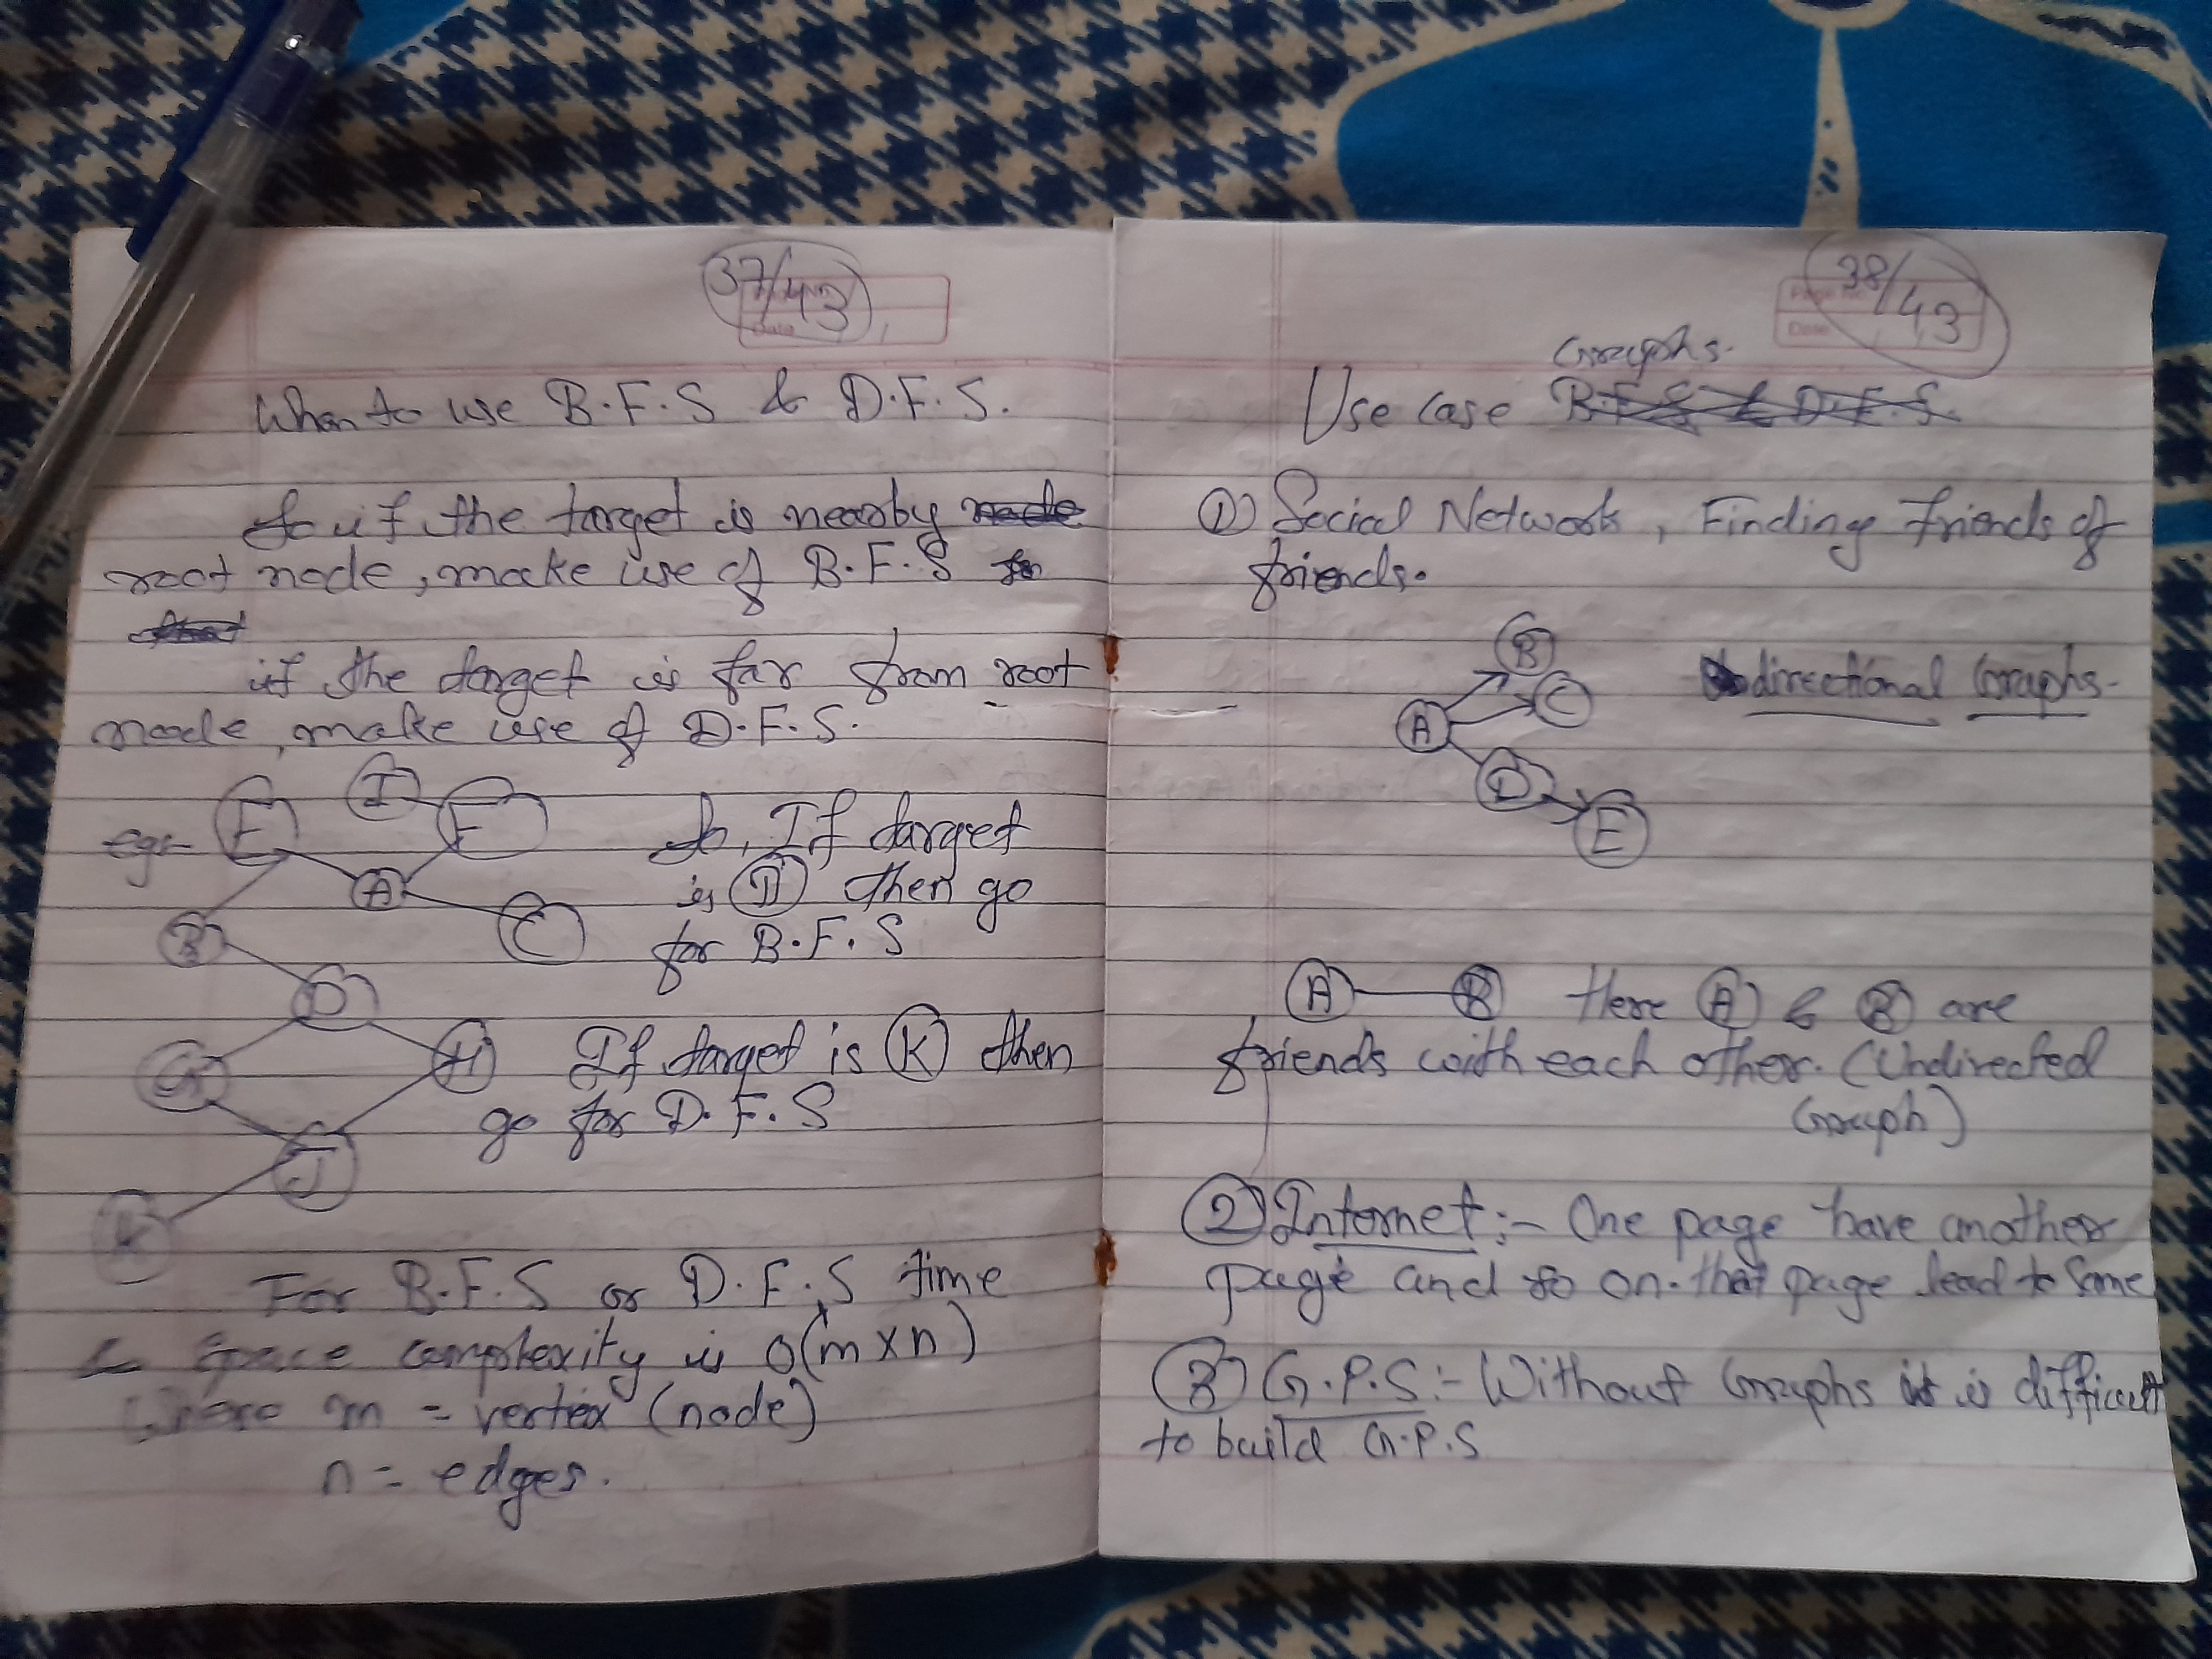 37/43
When to use B.F.S & D.F.S.
if the target is nearby
root node, make use of B.F.S
if the target is far from root
node, make use of D.F.S.
eg:-
E
I
F
A
B
C
D
G
H
J
K
So, If target
is then go
for B.F.S
If target is K then
go for D.F.S
For B.F.S or D.F.S time
& Space complexity is O(m x n)
Where m = vertex (node)
n = edges.
Page No.
Date
38/43
Graphs.
Use case B.F.S & D.F.S.
① Social Network, Finding friends of
friends.
B
C
A
D
E
directional Graphs.
A B Here A & B are
friends with each other. (Undirected
Graph)
② Internet:- One page have another
page and so on. that page lead to some
③ G.P.S:- Without Graphs it is difficult
to build G.P.S